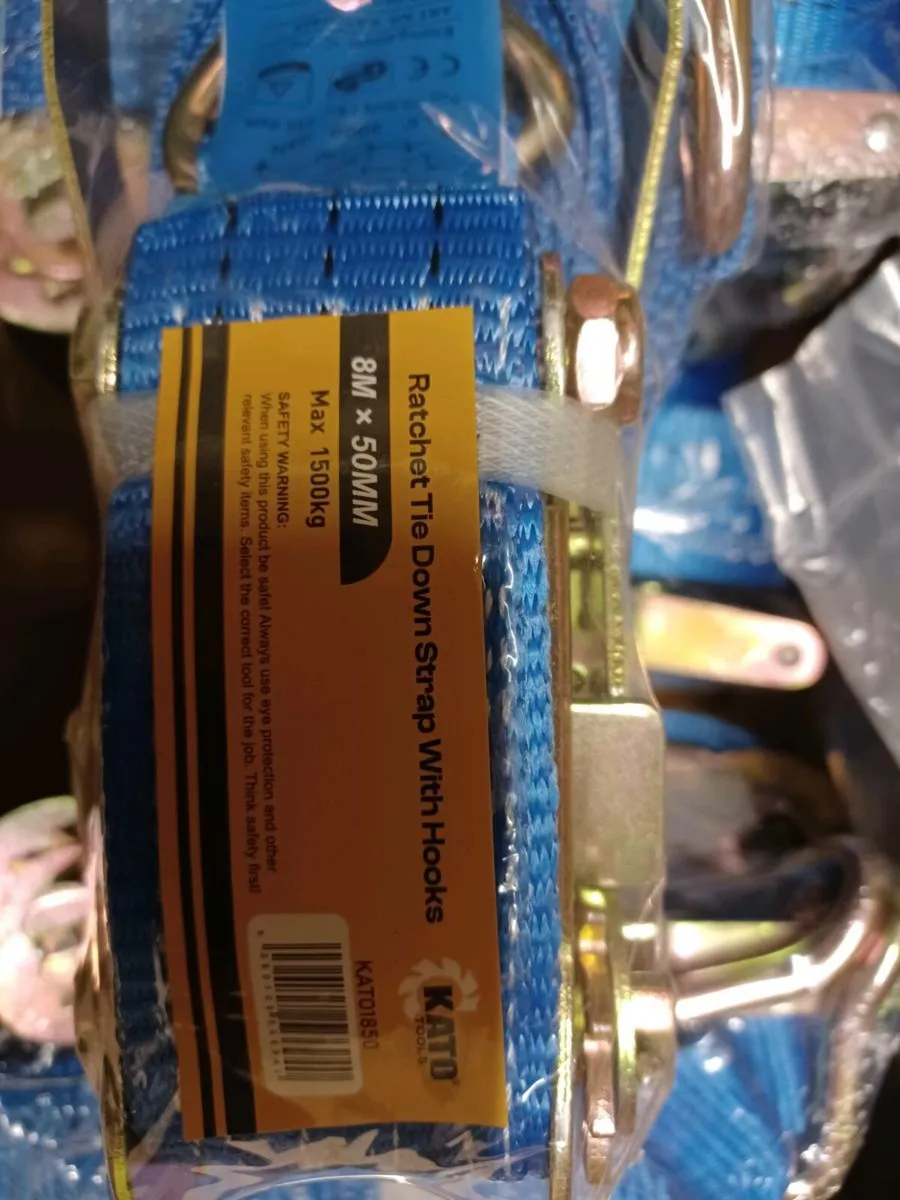 Ratchet Tie Down Strap With Hooks
8M × 50MM
Max 1500kg
SAFETY WARNING:
When using this product be safe! Always use eye protection and other
relevant safety items. Select the correct tool for the job. Think safety first!
KATO
TOOLS
KAT01850